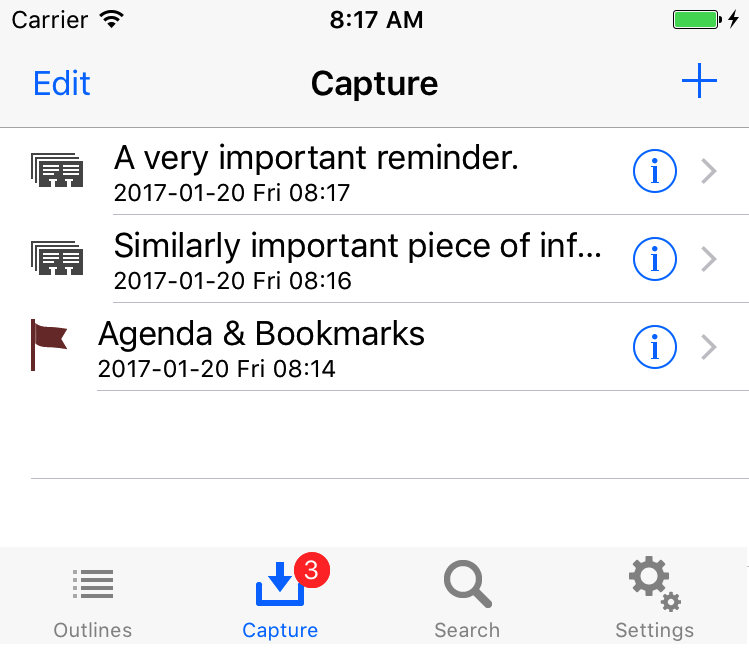 Carrier 8:17 AM
Edit Capture +
A very important reminder.
2017-01-20 Fri 08:17
Similarly important piece of inf...
2017-01-20 Fri 08:16
Agenda & Bookmarks
2017-01-20 Fri 08:14
3
Outlines Capture Search Settings